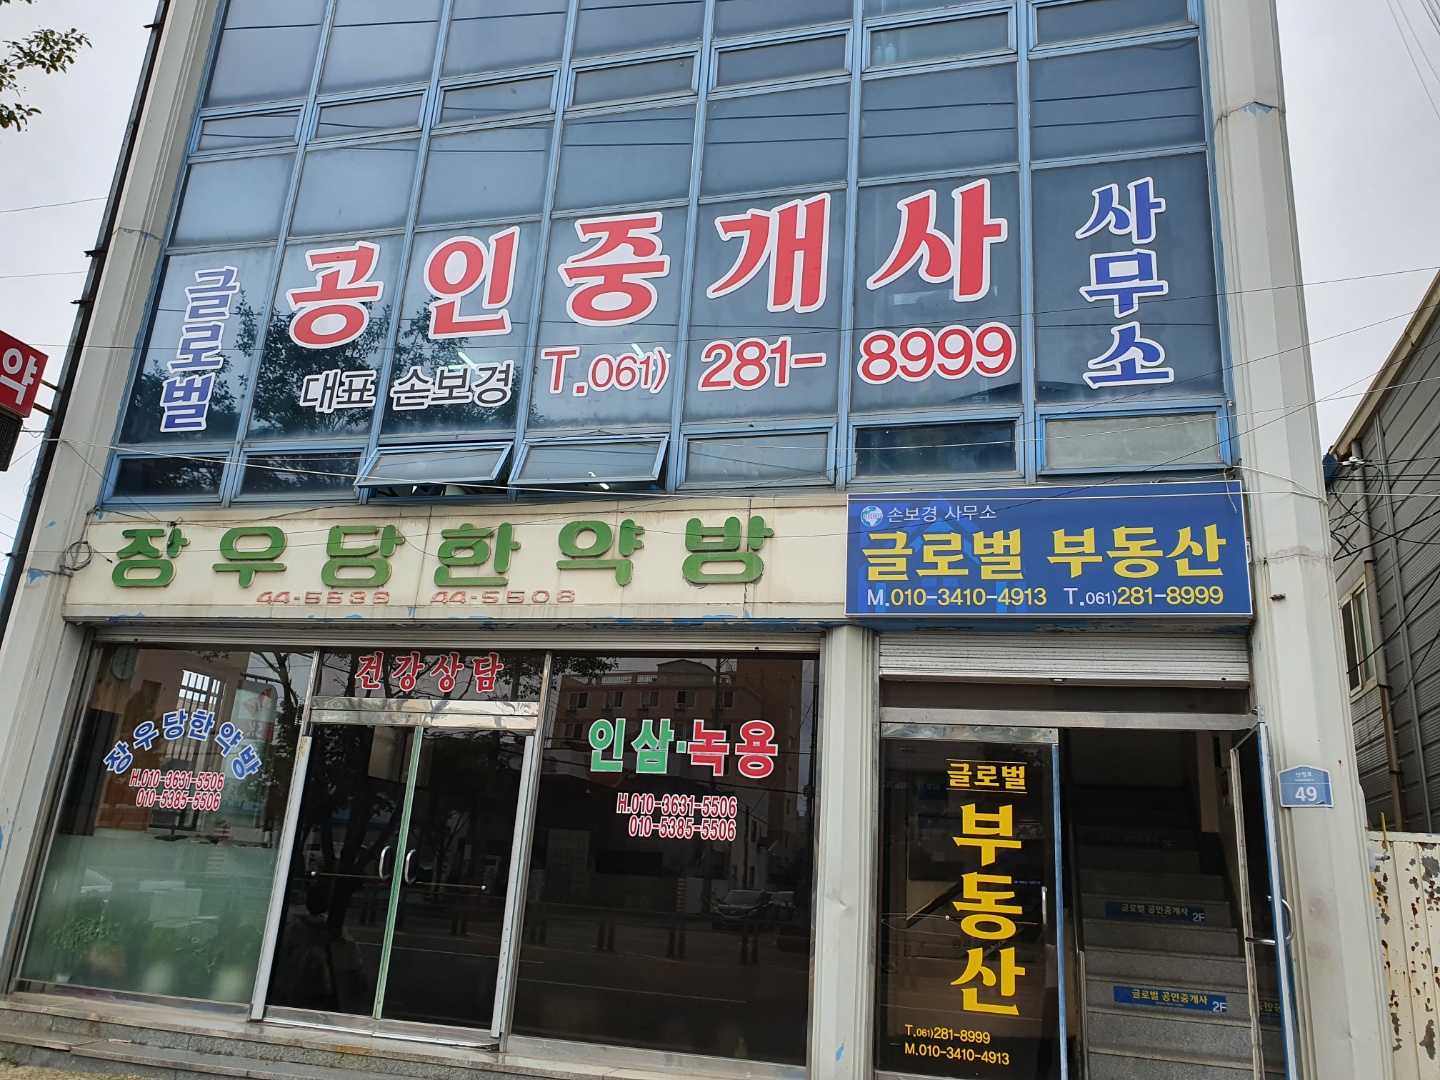 글로벌
공인중개사
사무소
대표 손보경 T.061) 281-8999
약
장우당한약방
44-5536 44-5508
손보경 사무소
글로벌 부동산
M.010-3410-4913 T.061)281-8999
건강상담
장우당한약방
H.010-3631-5506
010-5385-5506
인삼·녹용
H.010-3631-5506
010-5385-5506
글로벌
부동산
T.061)281-8999
M.010-3410-4913
글로벌 공인중개사 2F
글로벌 공인중개사 2F
49